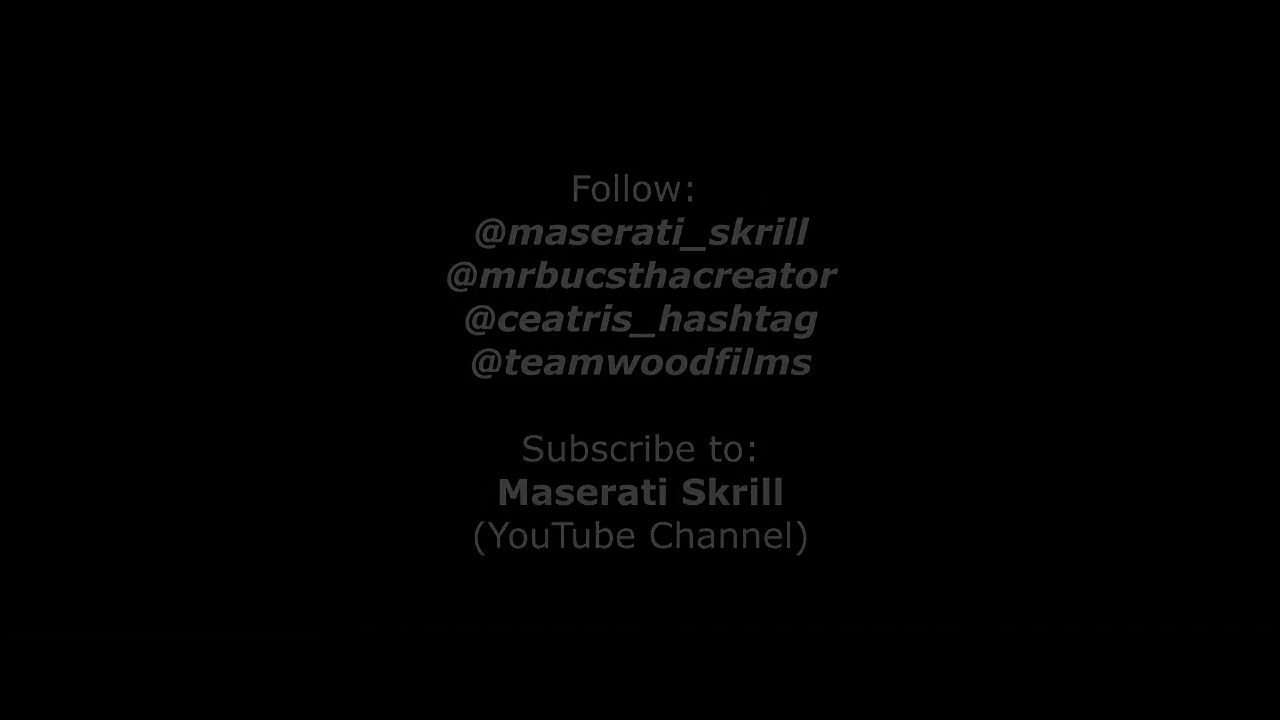 Follow:
@maserati_skrill
@mrbucsthacreator
@ceatris_hashtag
@teamwoodfilms
Subscribe to:
Maserati Skrill
(YouTube Channel)